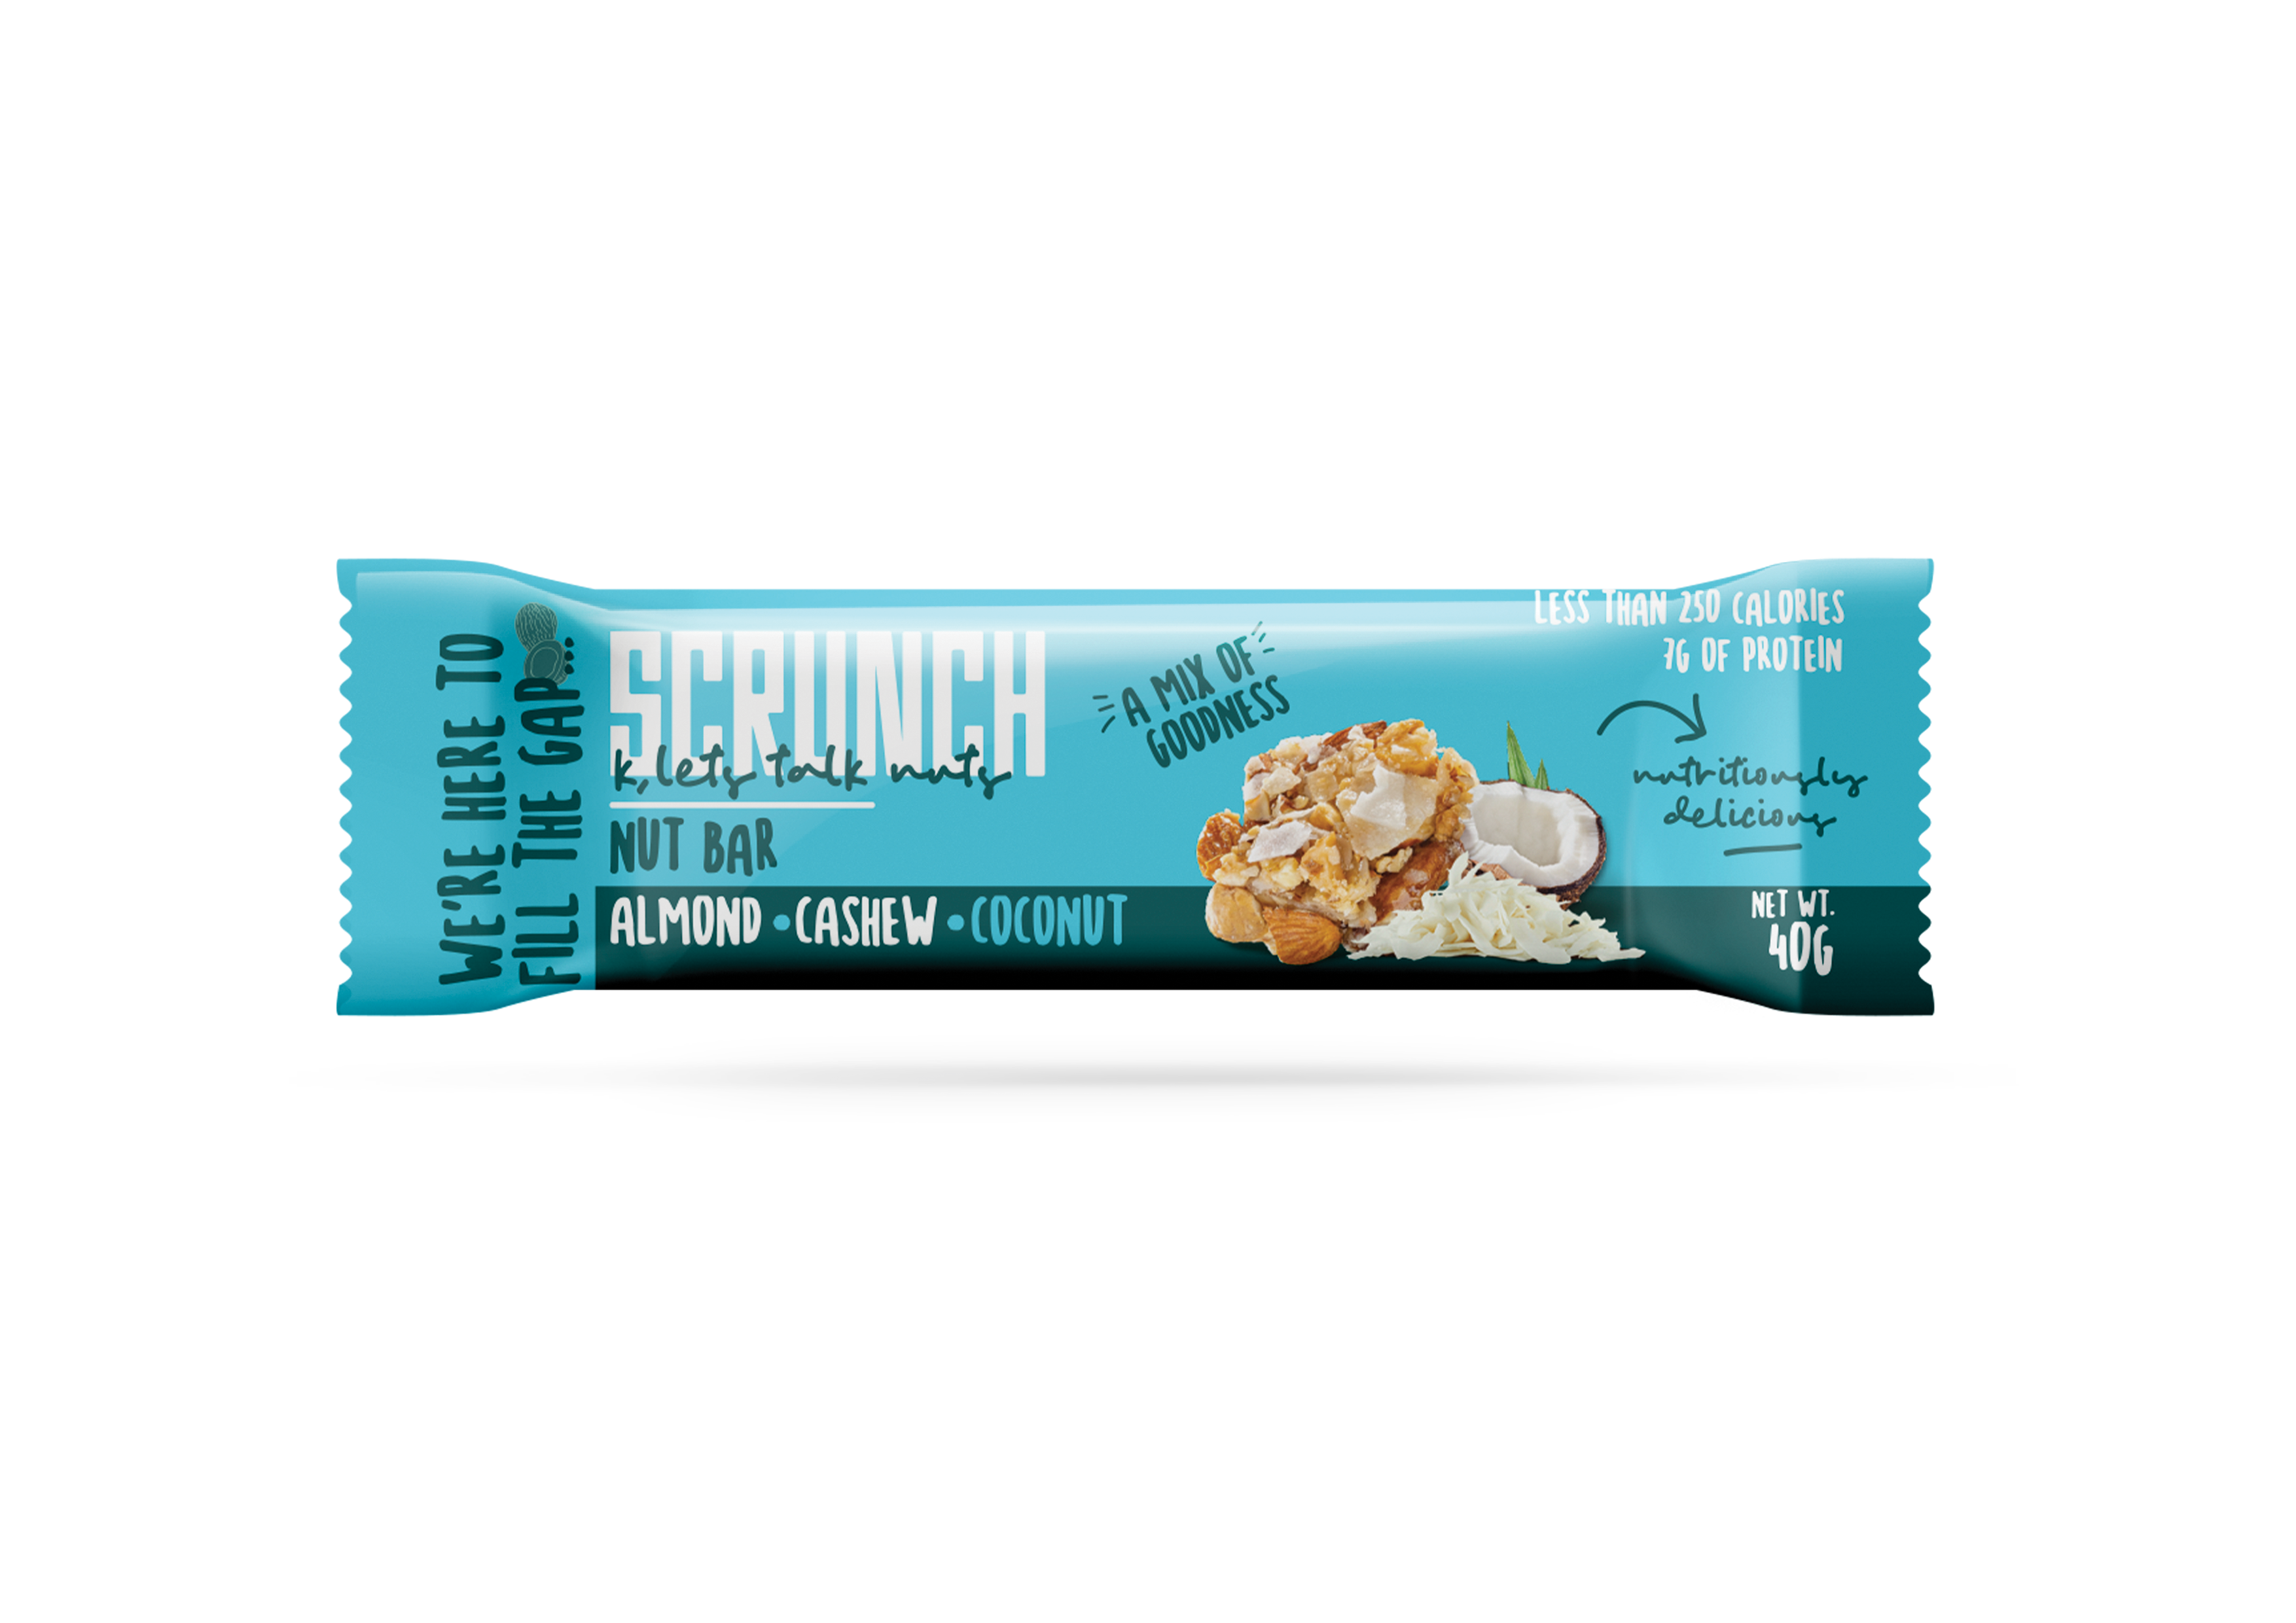 WE'RE HERE TO
FILL THE GAP...
SCRUNCH
k, lets talk nuts
NUT BAR
ALMOND • CASHEW • COCONUT
A MIX OF
GOODNESS
LESS THAN 250 CALORIES
7G OF PROTEIN
nutritiously
delicious
NET WT.
40G